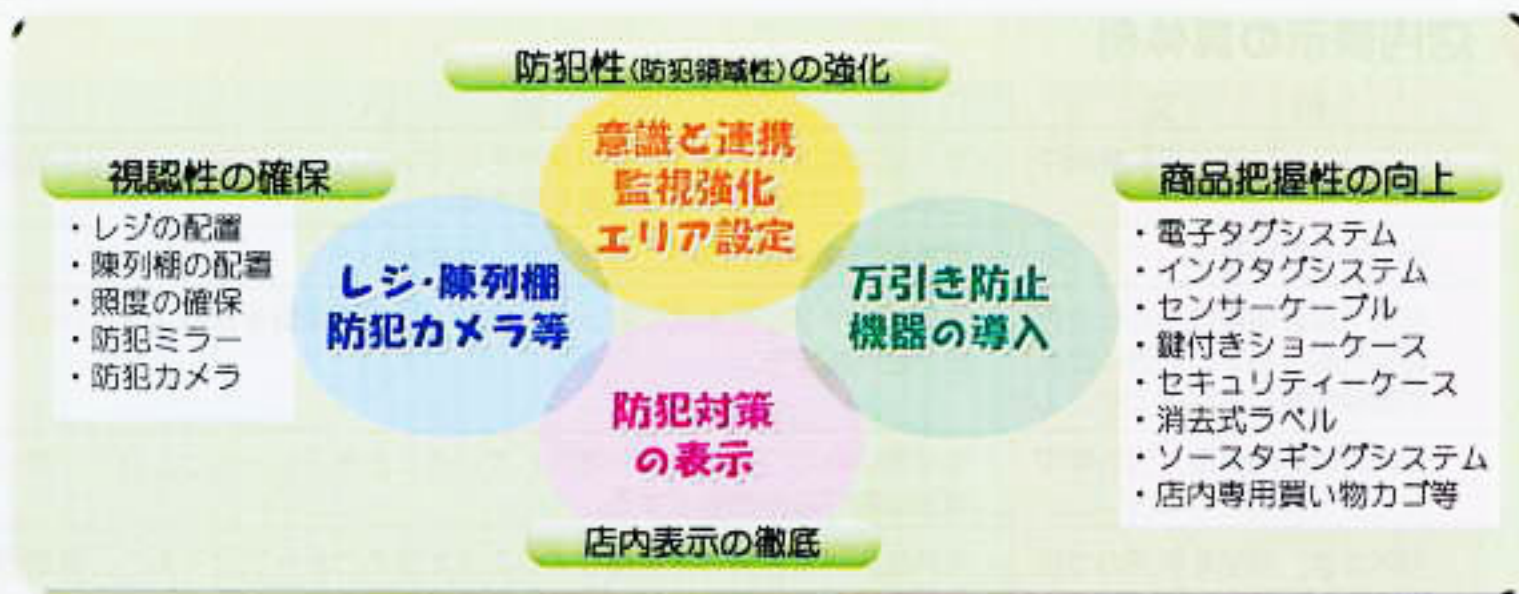 防犯性(防犯領域性)の強化
意識と連携
監視強化
エリア設定
視認性の確保
・レジの配置
・陳列棚の配置
・照度の確保
・防犯ミラー
・防犯カメラ
レジ・陳列棚
防犯カメラ等
万引き防止
機器の導入
商品把握性の向上
・電子タグシステム
・インクタグシステム
・センサーケーブル
・鍵付きショーケース
・セキュリティーケース
・消去式ラベル
・ソースタギングシステム
・店内専用買い物カゴ等
防犯対策
の表示
店内表示の徹底